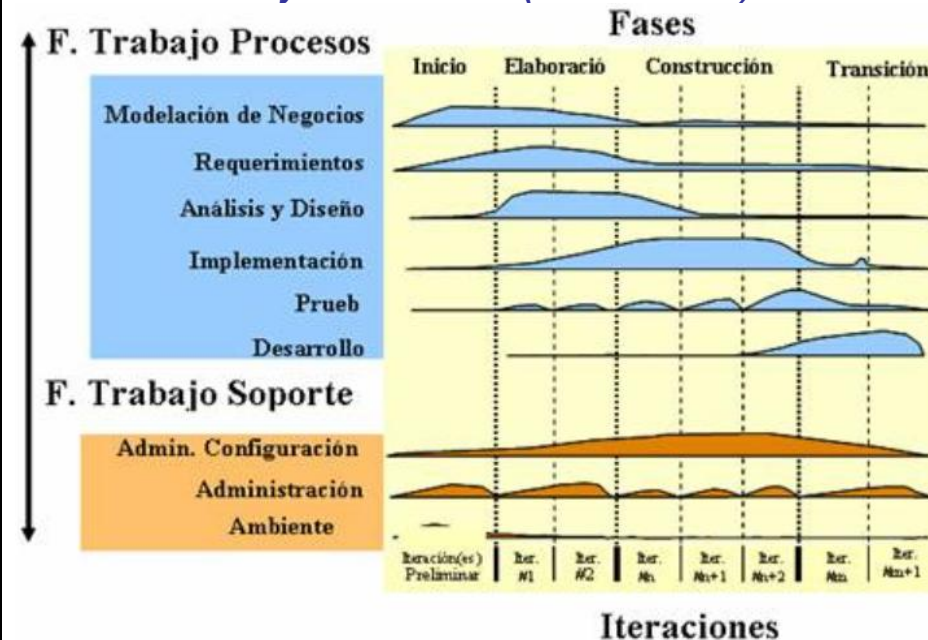 Fases
F. Trabajo Procesos
Inicio Elaboració Construcción Transición
Modelación de Negocios
Requerimientos
Análisis y Diseño
Implementación
Prueb
Desarrollo
F. Trabajo Soporte
Admin. Configuración
Administración
Ambiente
Iteración(es) Iter. Iter. Iter. Iter. Iter. Iter. Iter.
Preliminar #1 #2
Iteraciones